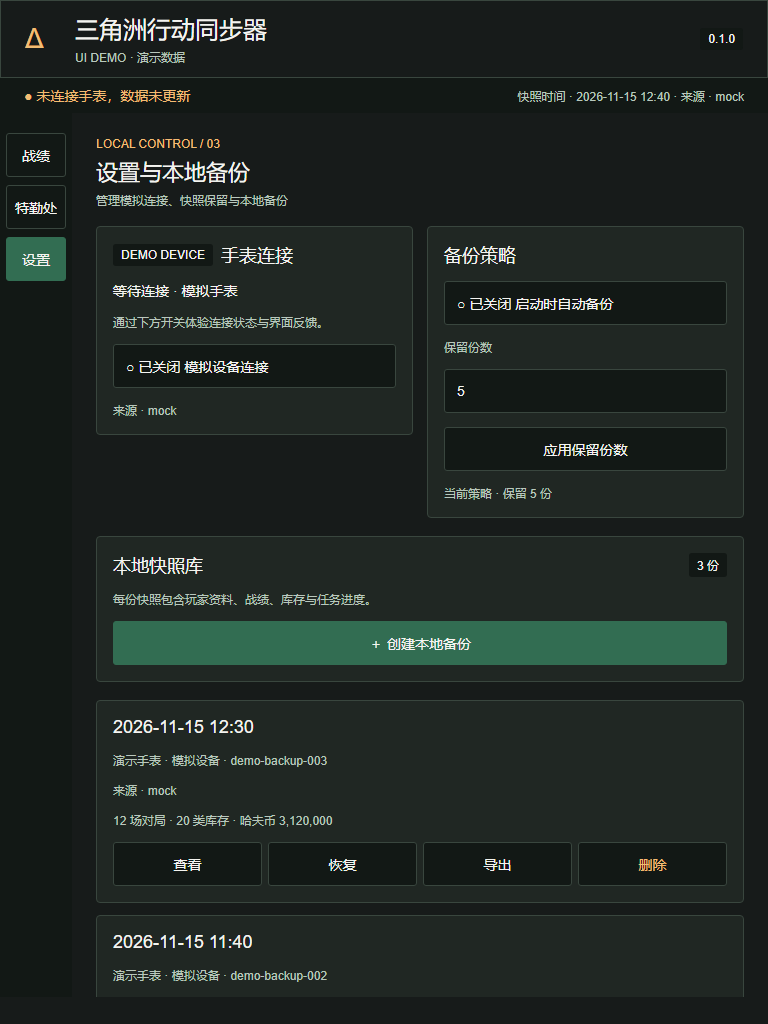 Δ
三角洲行动同步器
UI DEMO · 演示数据
0.1.0
● 未连接手表，数据未更新
快照时间 · 2026-11-15 12:40 · 来源 · mock
战绩
特勤处
设置
LOCAL CONTROL / 03
设置与本地备份
管理模拟连接、快照保留与本地备份
DEMO DEVICE 手表连接
等待连接 · 模拟手表
通过下方开关体验连接状态与界面反馈。
○ 已关闭 模拟设备连接
来源 · mock
备份策略
○ 已关闭 启动时自动备份
保留份数
5
应用保留份数
当前策略 · 保留 5 份
本地快照库
3 份
每份快照包含玩家资料、战绩、库存与任务进度。
＋ 创建本地备份
2026-11-15 12:30
演示手表 · 模拟设备 · demo-backup-003
来源 · mock
12 场对局 · 20 类库存 · 哈夫币 3,120,000
查看
恢复
导出
删除
2026-11-15 11:40
演示手表 · 模拟设备 · demo-backup-002